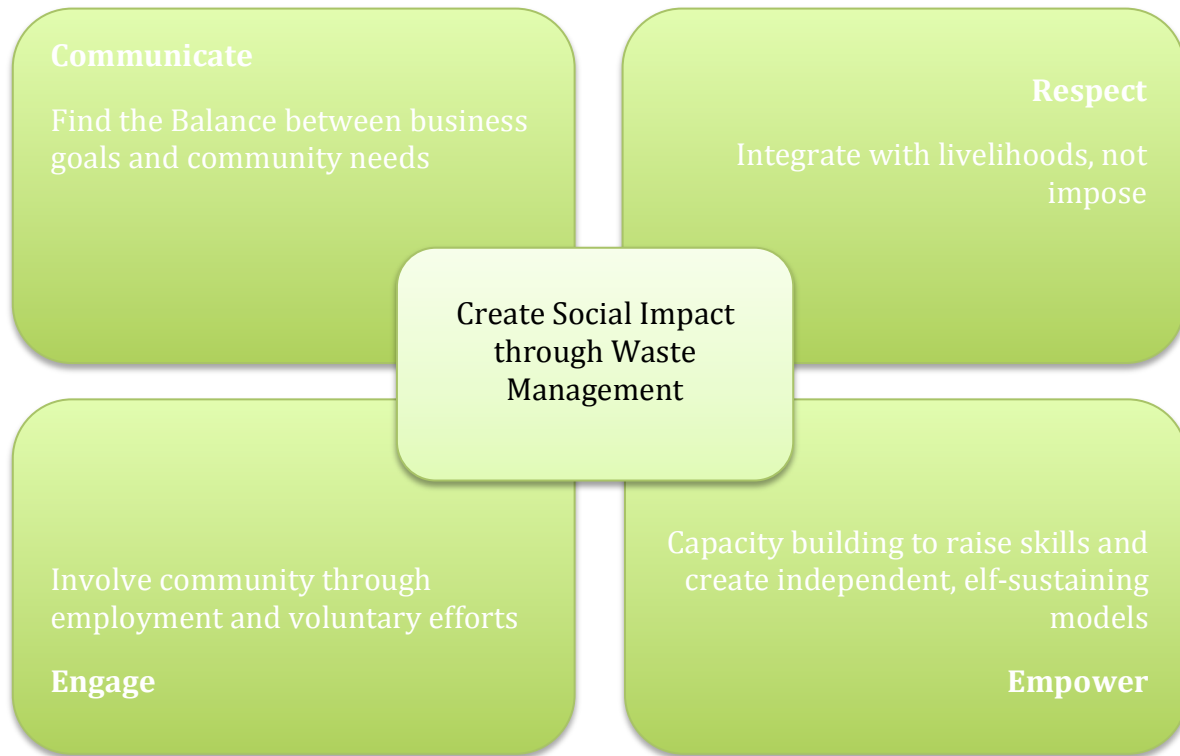 Communicate
Find the Balance between business
goals and community needs
Respect
Integrate with livelihoods, not
impose
Create Social Impact
through Waste
Management
Involve community through
employment and voluntary efforts
Engage
Capacity building to raise skills and
create independent, elf-sustaining
models
Empower